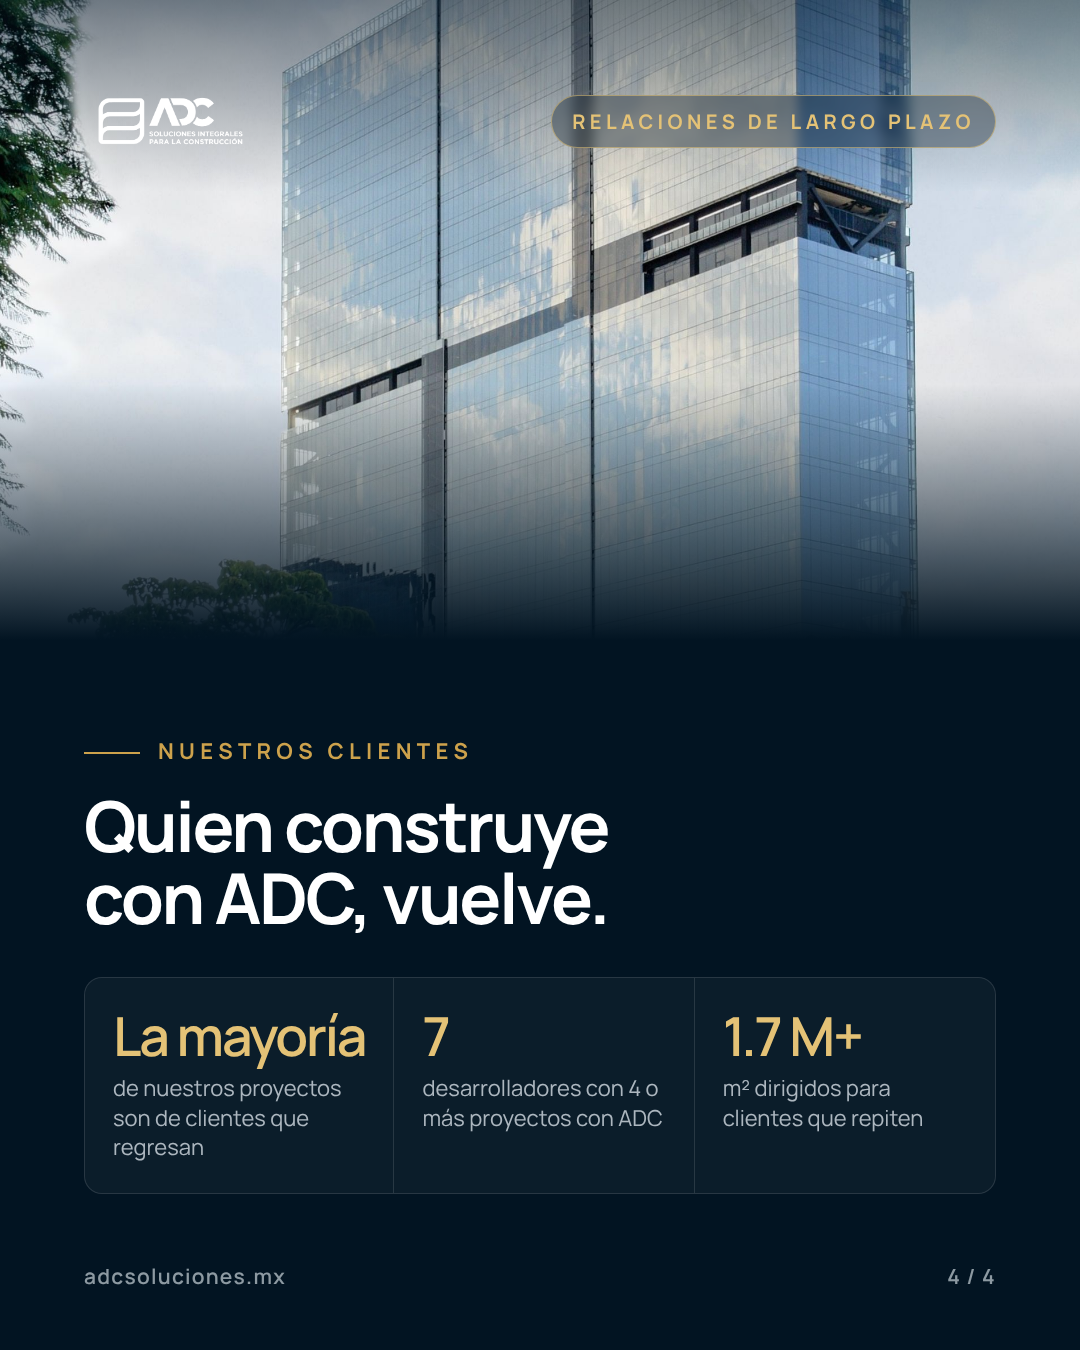 ADC
SOLUCIONES INTEGRALES
PARA LA CONSTRUCCIÓN
RELACIONES DE LARGO PLAZO
NUESTROS CLIENTES
Quien construye
con ADC, vuelve.
La mayoría
de nuestros proyectos
son de clientes que
regresan
7
desarrolladores con 4 o
más proyectos con ADC
1.7 M+
m² dirigidos para
clientes que repiten
adcsoluciones.mx
4 / 4